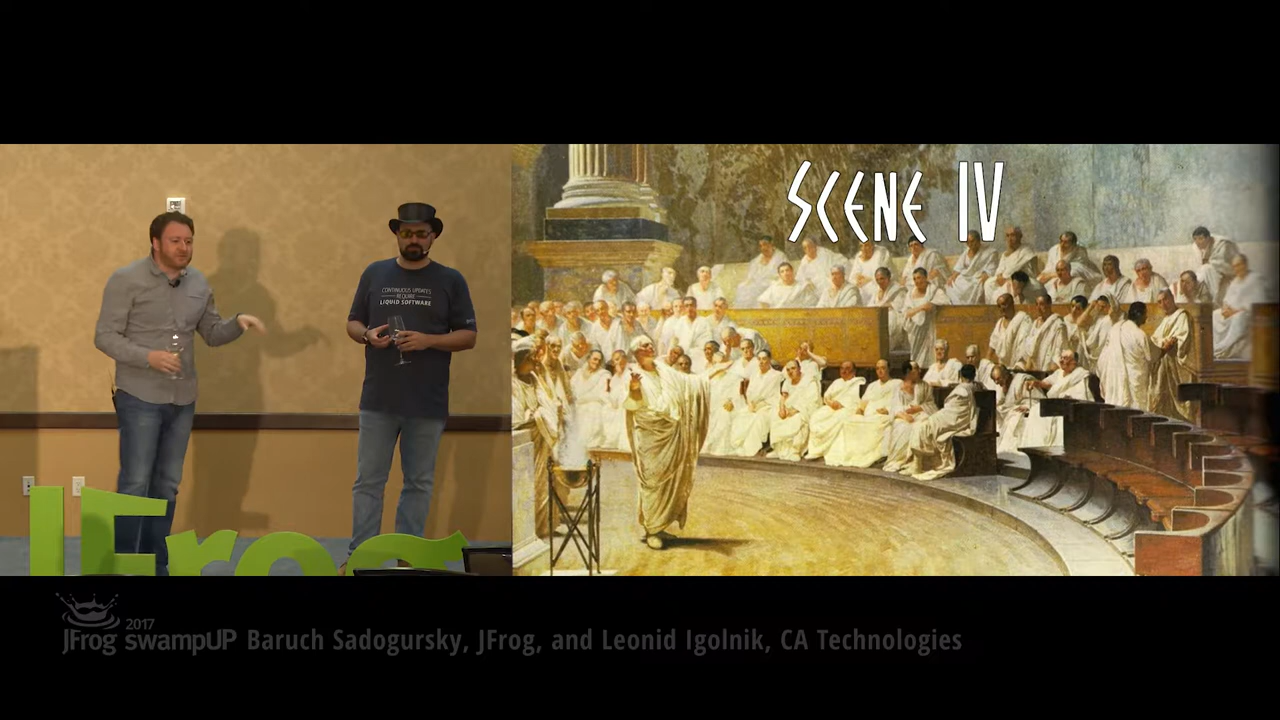 SCENE IV
CONTINUOUS UPDATES
REQUIRE
LIQUID SOFTWARE
JFrog
2017
JFrog swampUP Baruch Sadogursky, JFrog, and Leonid Igolnik, CA Technologies